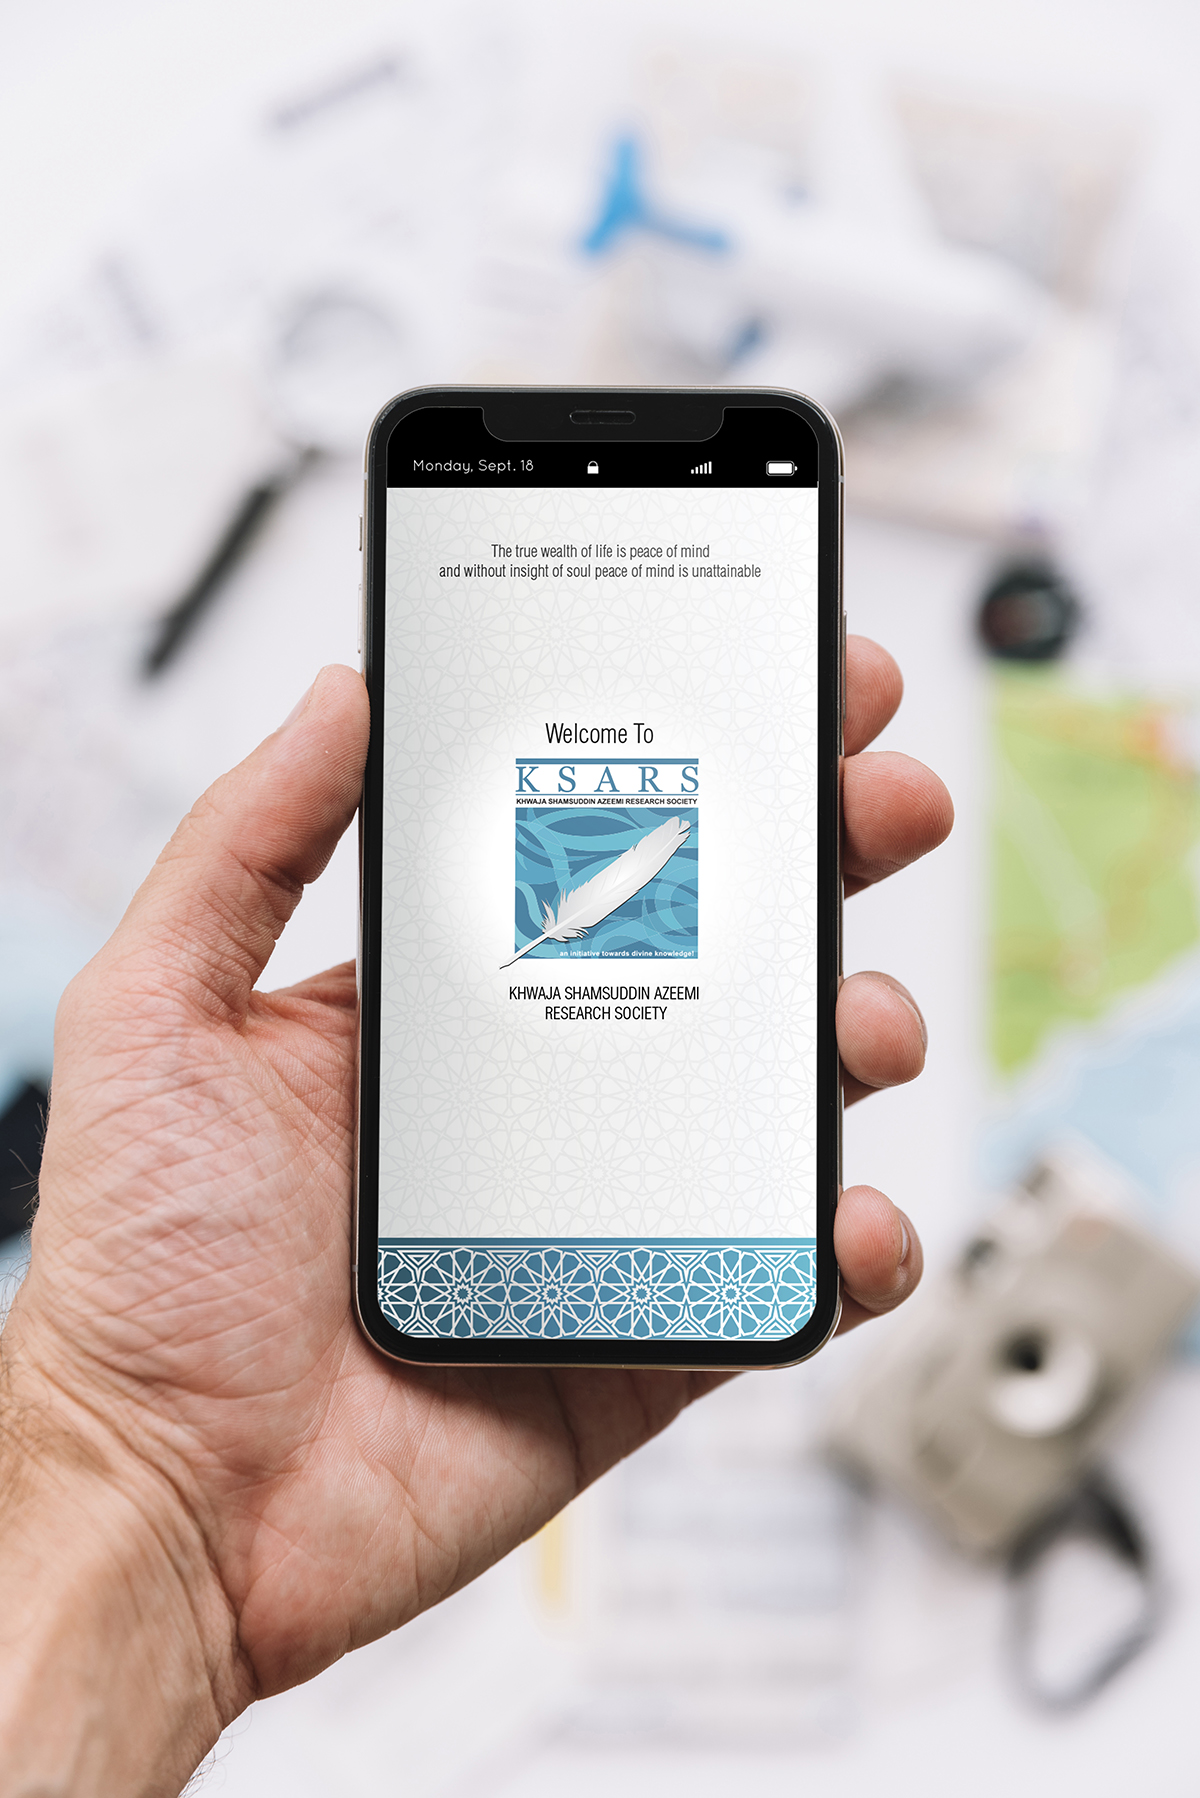 Monday, Sept. 18
The true wealth of life is peace of mind
and without insight of soul peace of mind is unattainable
Welcome To
KSARS
KHWAJA SHAMSUDDIN AZEEMI RESEARCH SOCIETY
an initiative towards divine knowledge!
KHWAJA SHAMSUDDIN AZEEMI
RESEARCH SOCIETY